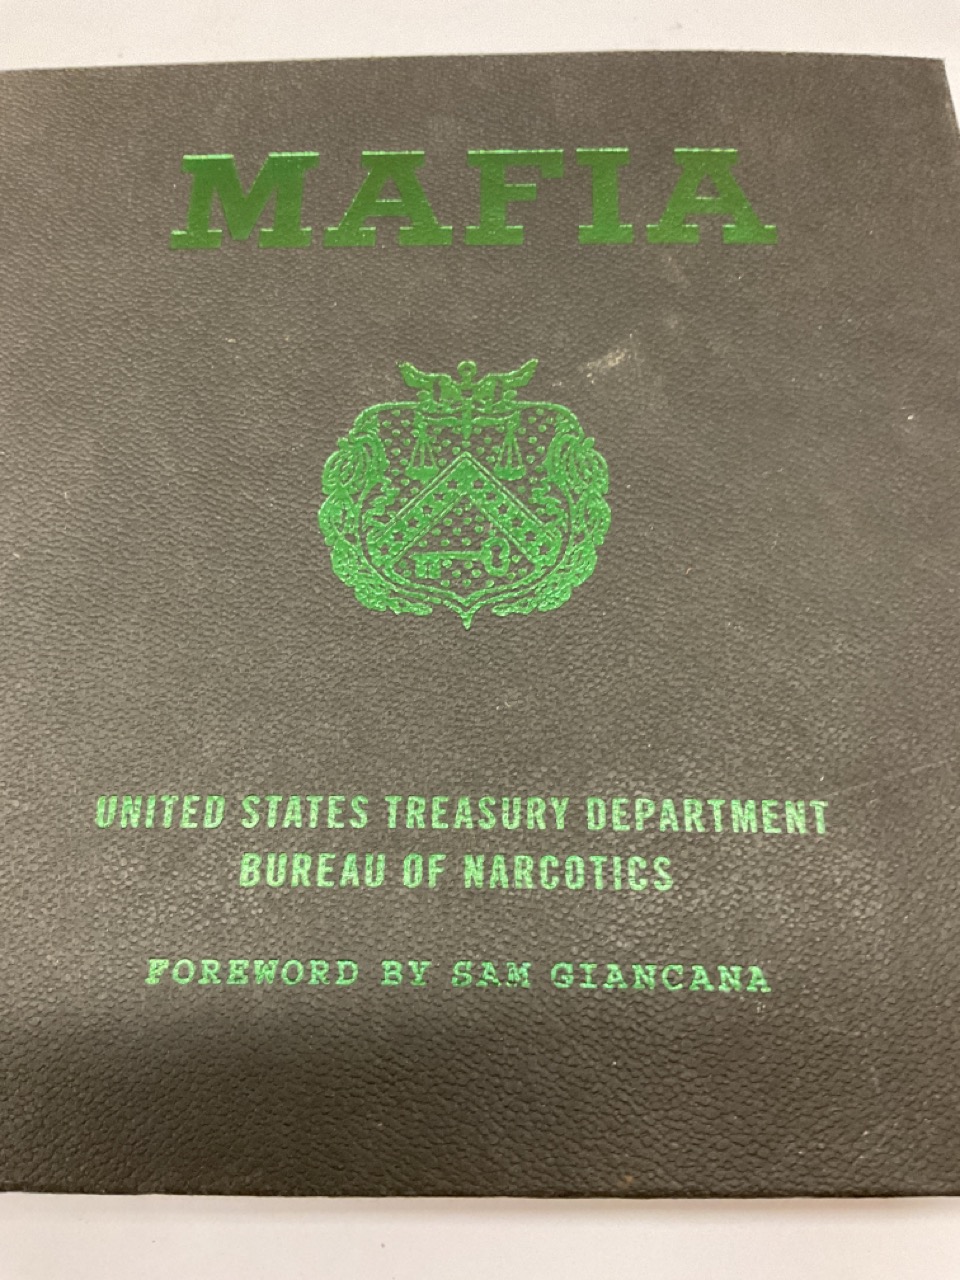 MAFIA
UNITED STATES TREASURY DEPARTMENT
BUREAU OF NARCOTICS
FOREWORD BY SAM GIANCANA